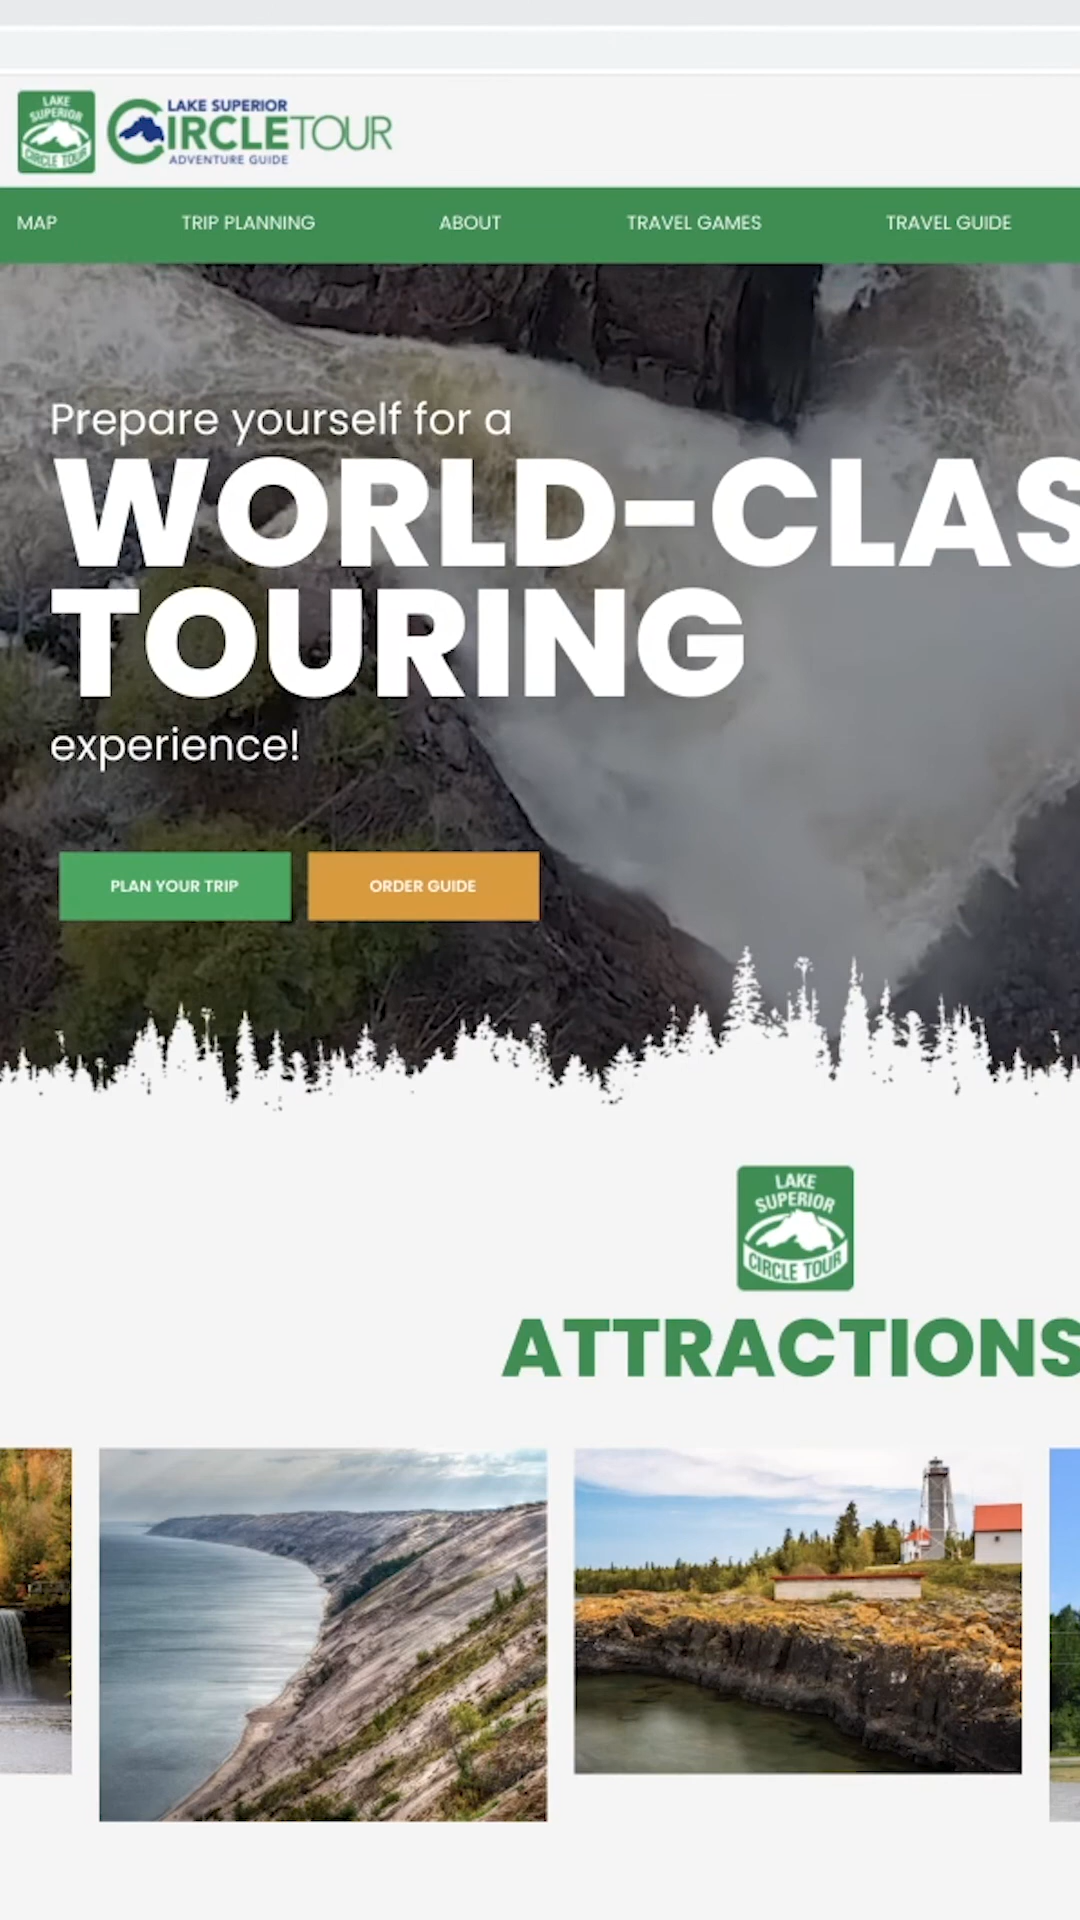 LAKE
SUPERIOR
CIRCLE TOUR
LAKE SUPERIOR
CIRCLETOUR
ADVENTURE GUIDE
MAP TRIP PLANNING ABOUT TRAVEL GAMES TRAVEL GUIDE
Prepare yourself for a
WORLD-CLAS
TOURING
experience!
PLAN YOUR TRIP ORDER GUIDE
LAKE
SUPERIOR
CIRCLE TOUR
ATTRACTIONS